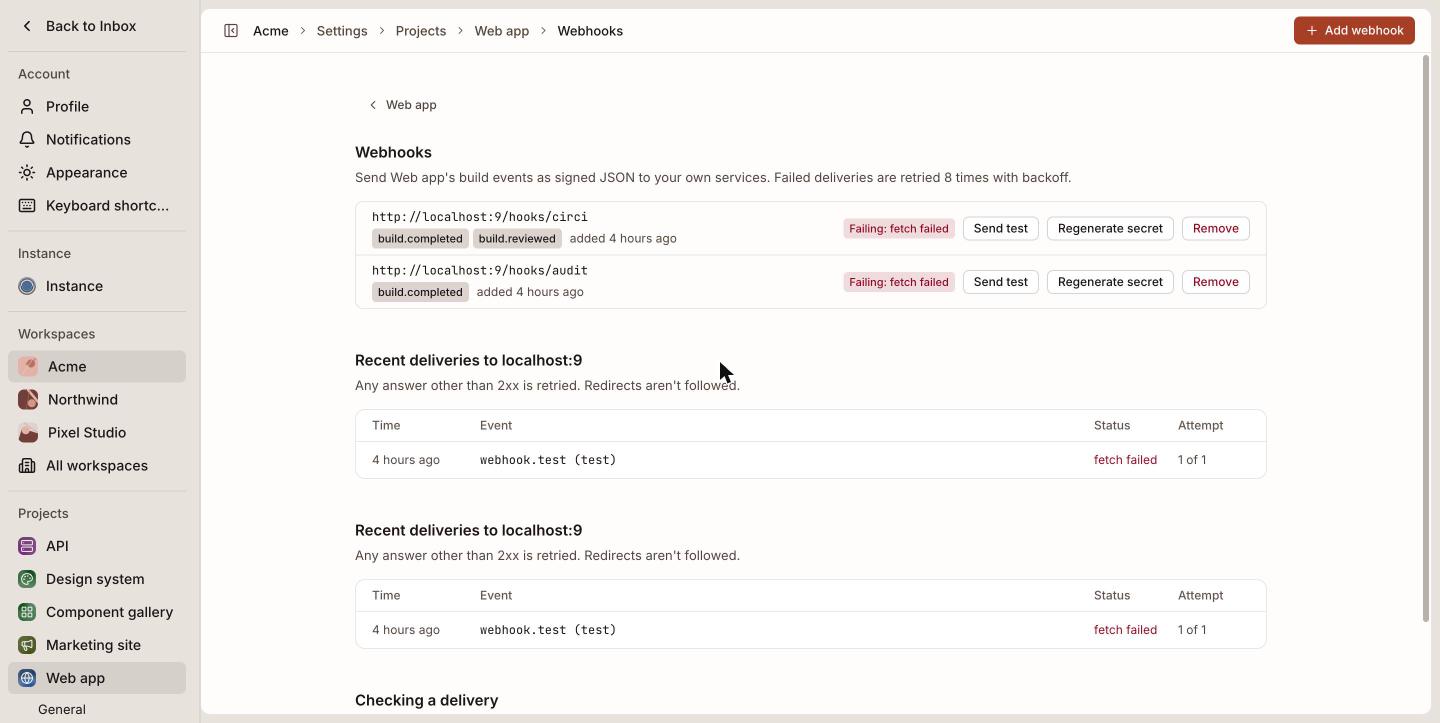 Back to Inbox
Account
Profile
Notifications
Appearance
Keyboard shortc...
Instance
Instance
Workspaces
Acme
Northwind
Pixel Studio
All workspaces
Projects
API
Design system
Component gallery
Marketing site
Web app
General
Acme > Settings > Projects > Web app > Webhooks
+ Add webhook
Web app
Webhooks
Send Web app's build events as signed JSON to your own services. Failed deliveries are retried 8 times with backoff.
http://localhost:9/hooks/circi
build.completed build.reviewed added 4 hours ago
Failing: fetch failed Send test Regenerate secret Remove
http://localhost:9/hooks/audit
build.completed added 4 hours ago
Failing: fetch failed Send test Regenerate secret Remove
Recent deliveries to localhost:9
Any answer other than 2xx is retried. Redirects aren't followed.
Time Event Status Attempt
4 hours ago webhook.test (test) fetch failed 1 of 1
Recent deliveries to localhost:9
Any answer other than 2xx is retried. Redirects aren't followed.
Time Event Status Attempt
4 hours ago webhook.test (test) fetch failed 1 of 1
Checking a delivery